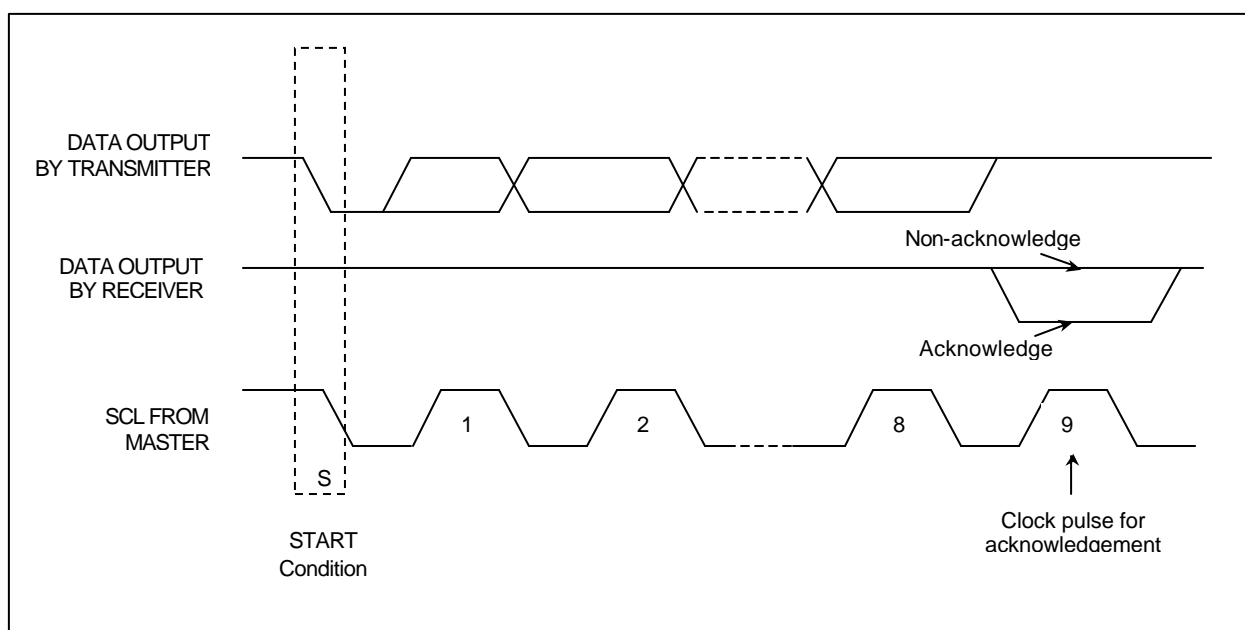 DATA OUTPUT
BY TRANSMITTER
Non-acknowledge
DATA OUTPUT
BY RECEIVER
Acknowledge
SCL FROM
MASTER
1
2
8
9
S
START
Condition
Clock pulse for
acknowledgement